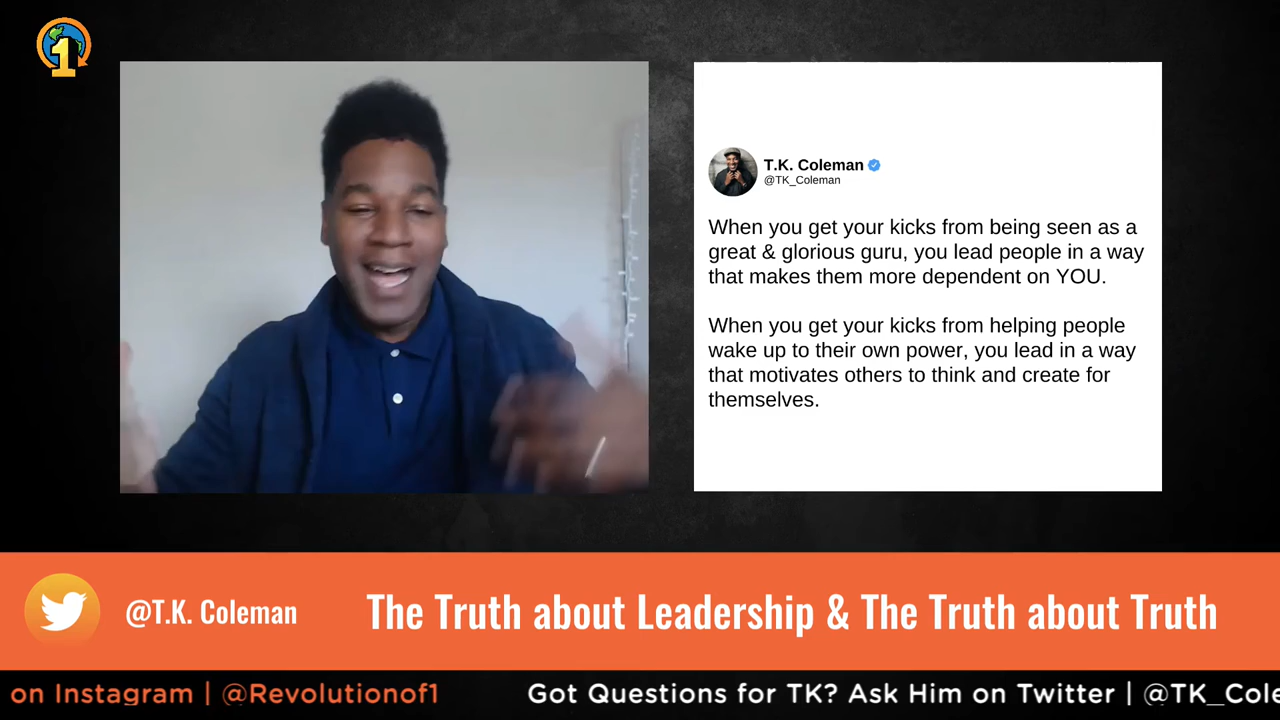 1
T.K. Coleman
@TK_Coleman
When you get your kicks from being seen as a
great & glorious guru, you lead people in a way
that makes them more dependent on YOU.
When you get your kicks from helping people
wake up to their own power, you lead in a way
that motivates others to think and create for
themselves.
@T.K. Coleman
The Truth about Leadership & The Truth about Truth
on Instagram | @Revolutionof1 Got Questions for TK? Ask Him on Twitter | @TK_Cole